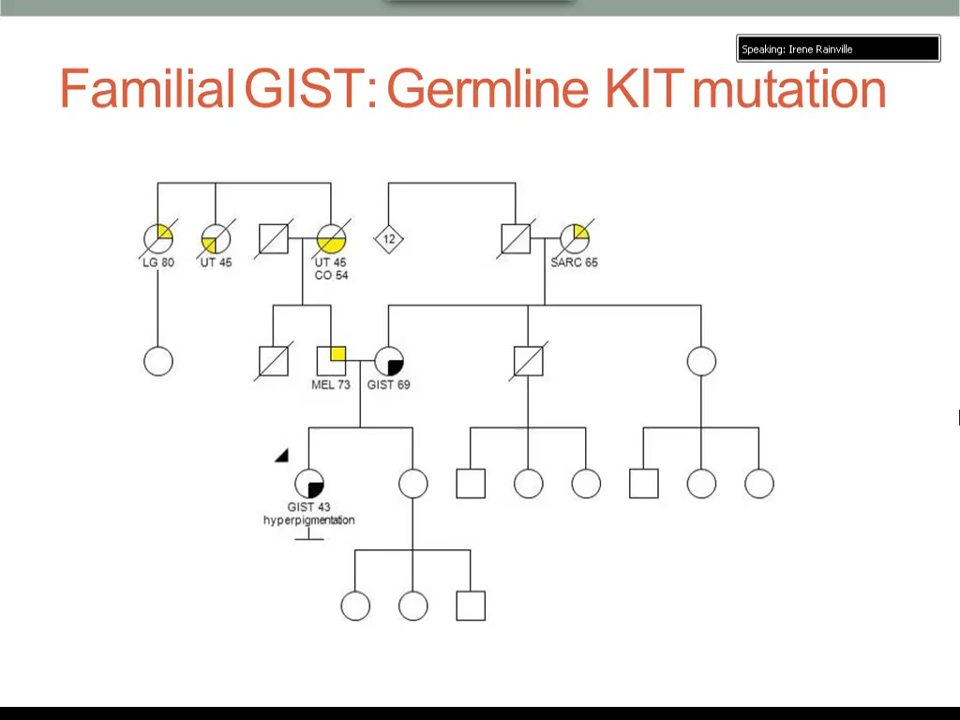 Speaking: Irene Rainville
Familial GIST: Germline KIT mutation
12
LG 80
UT 45
UT 45
CO 54
SARC 65
MEL 73
GIST 69
GIST 43
hyperpigmentation